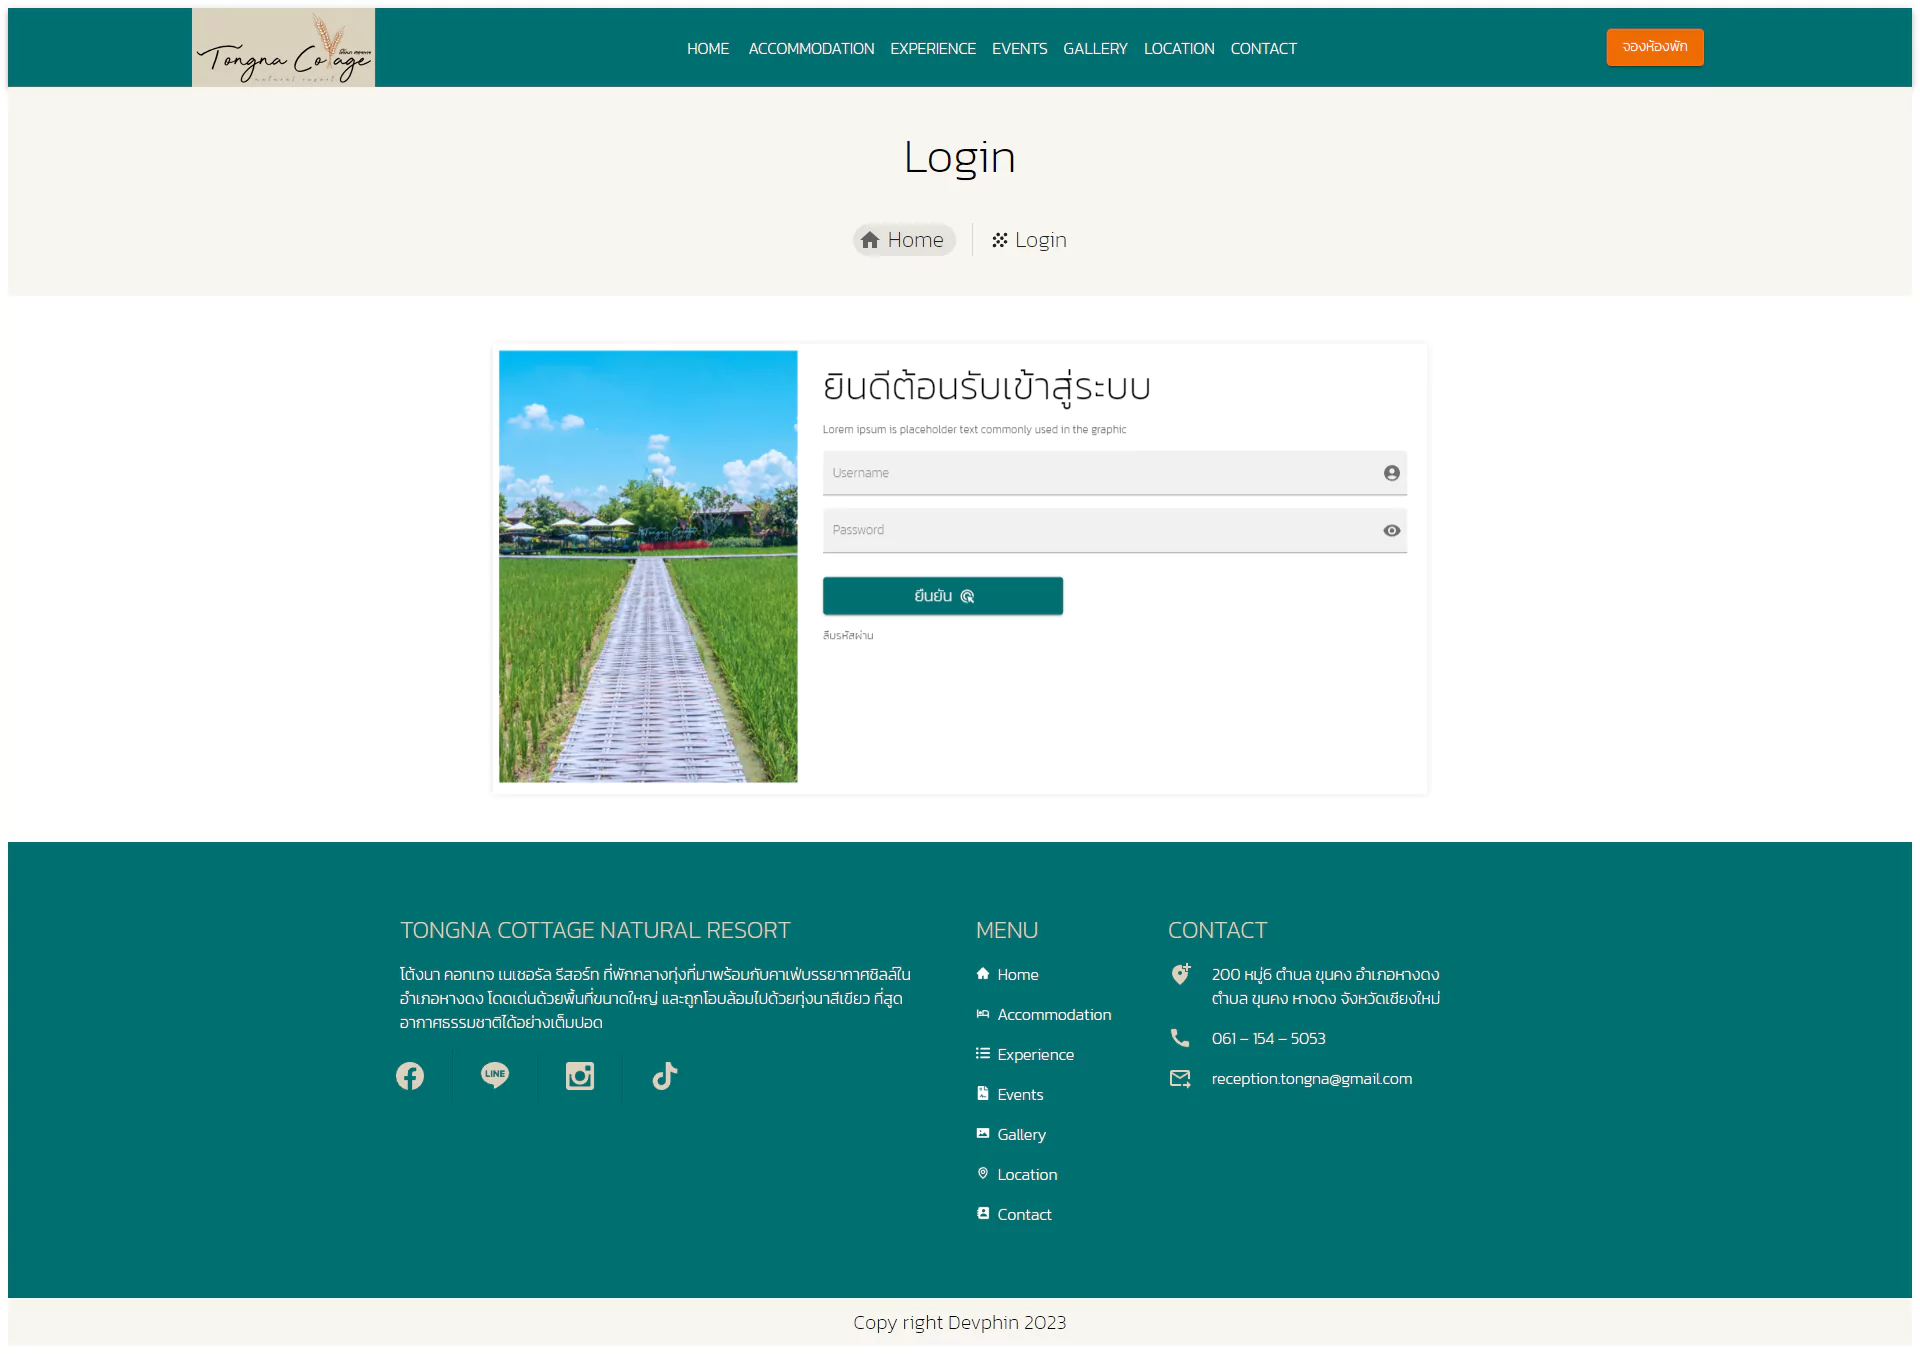 Tongna Cottage
natural resort
HOME ACCOMMODATION EXPERIENCE EVENTS GALLERY LOCATION CONTACT
จองห้องพัก
Login
Home
Login
ยินดีต้อนรับเข้าสู่ระบบ
Lorem ipsum is placeholder text commonly used in the graphic
Username
Password
ยืนยัน
ลืมรหัสผ่าน
TONGNA COTTAGE NATURAL RESORT
โต้งนา คอทเทจ เนเชอรัล รีสอร์ท ที่พักกลางทุ่งที่มาพร้อมกับคาเฟ่บรรยากาศชิลล์ใน
อำเภอหางดง โดดเด่นด้วยพื้นที่ขนาดใหญ่ และถูกโอบล้อมไปด้วยทุ่งนาสีเขียว ที่สูด
อากาศธรรมชาติได้อย่างเต็มปอด
LINE
MENU
Home
Accommodation
Experience
Events
Gallery
Location
Contact
CONTACT
200 หมู่6 ตำบล ขุนคง อำเภอหางดง
ตำบล ขุนคง หางดง จังหวัดเชียงใหม่
061 – 154 – 5053
reception.tongna@gmail.com
Copy right Devphin 2023